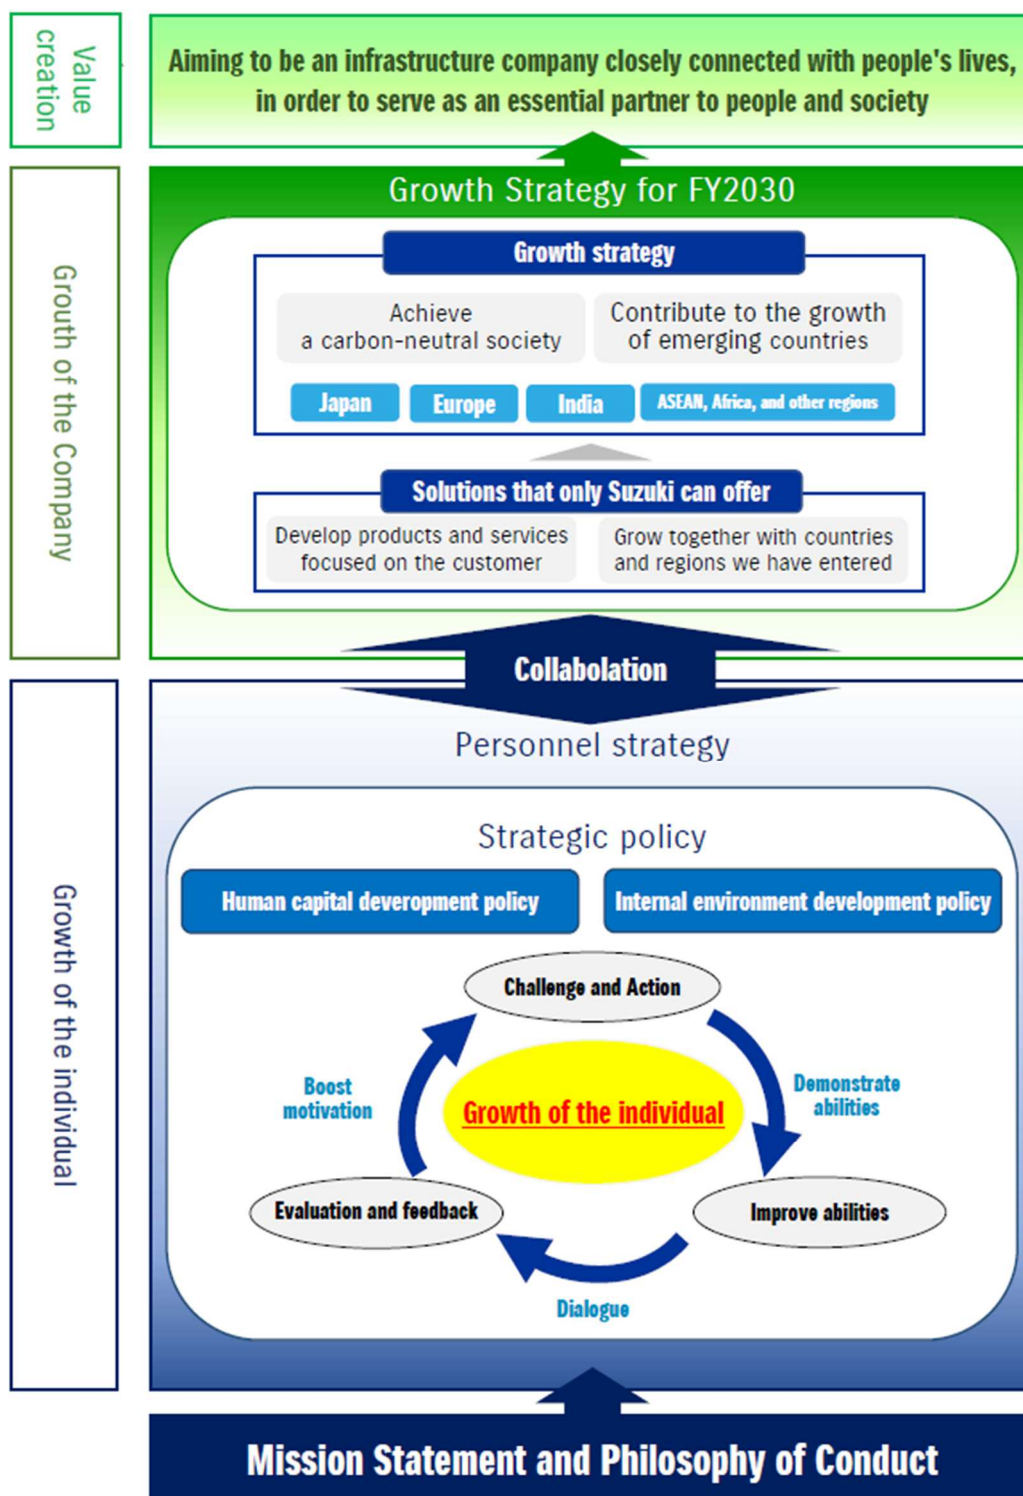 Value
creation
Aiming to be an infrastructure company closely connected with people's lives,
in order to serve as an essential partner to people and society
Grouth of the Company
Growth Strategy for FY2030
Growth strategy
Achieve
a carbon-neutral society
Contribute to the growth
of emerging countries
Japan
Europe
India
ASEAN, Africa, and other regions
Solutions that only Suzuki can offer
Develop products and services
focused on the customer
Grow together with countries
and regions we have entered
Collabolation
Growth of the individual
Personnel strategy
Strategic policy
Human capital deveropment policy
Internal environment development policy
Challenge and Action
Boost
motivation
Growth of the individual
Demonstrate
abilities
Evaluation and feedback
Improve abilities
Dialogue
Mission Statement and Philosophy of Conduct